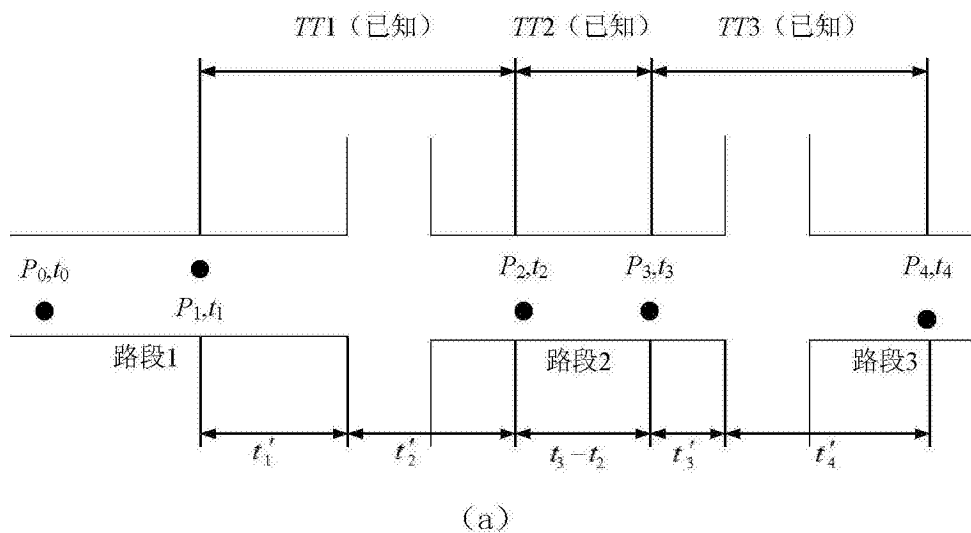 TT1（已知） TT2（已知） TT3（已知）
P₀,t₀ P₂,t₂ P₃,t₃ P₄,t₄
P₁,t₁
路段1 路段2 路段3
t′₁ t′₂ t₃−t₂ t′₃ t′₄
（a）